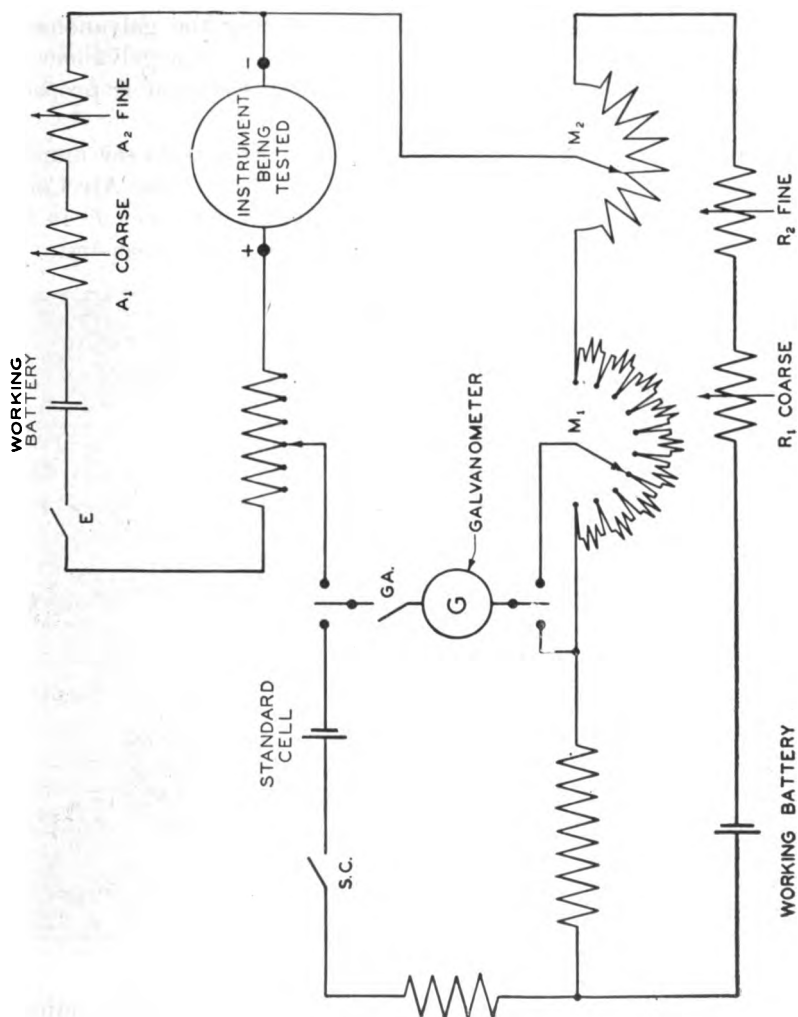 WORKING
BATTERY
E
A₁ COARSE
A₂ FINE
+
INSTRUMENT
BEING
TESTED
-
STANDARD
CELL
S.C.
GA.
G
GALVANOMETER
M₁
M₂
WORKING BATTERY
R₁ COARSE
R₂ FINE